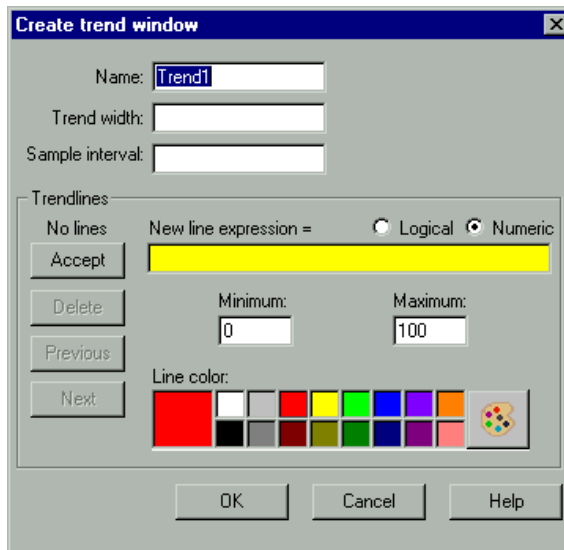 Create trend window
Name: Trend1
Trend width:
Sample interval:
Trendlines
No lines New line expression = Logical Numeric
Accept
Delete
Minimum: Maximum:
0 100
Previous
Line color:
Next
OK Cancel Help